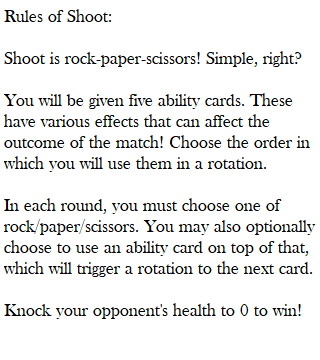 Rules of Shoot:
Shoot is rock-paper-scissors! Simple, right?
You will be given five ability cards. These
have various effects that can affect the
outcome of the match! Choose the order in
which you will use them in a rotation.
In each round, you must choose one of
rock/paper/scissors. You may also optionally
choose to use an ability card on top of that,
which will trigger a rotation to the next card.
Knock your opponent's health to 0 to win!